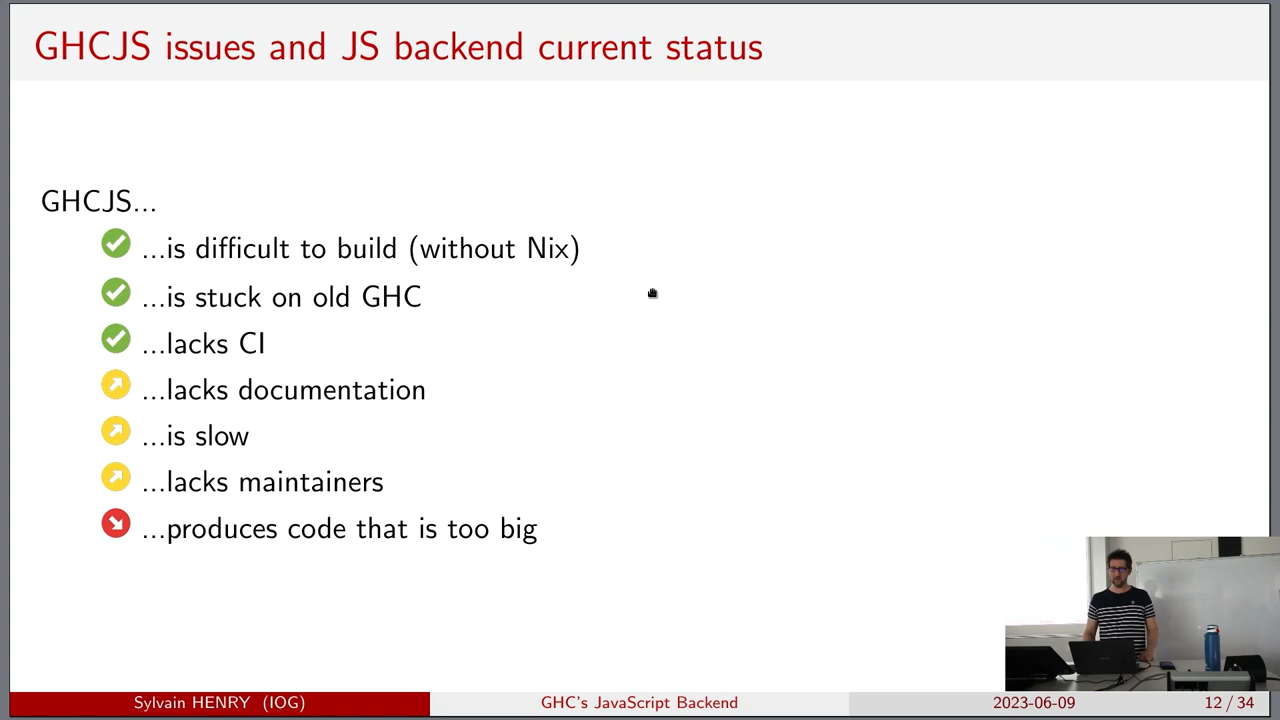 GHCJS issues and JS backend current status
GHCJS...
...is difficult to build (without Nix)
...is stuck on old GHC
...lacks CI
...lacks documentation
...is slow
...lacks maintainers
...produces code that is too big
Sylvain HENRY (IOG)
GHC's JavaScript Backend
2023-06-09
12 / 34